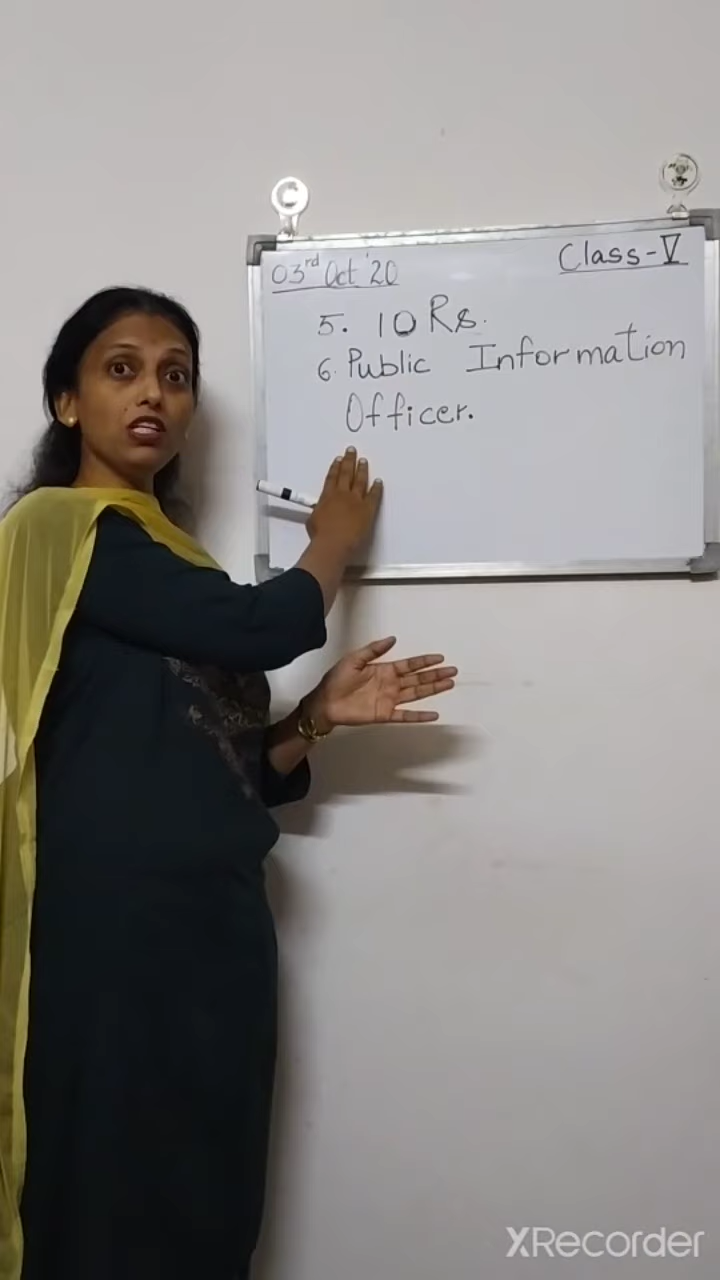 03rd Oct '20
Class-V
5. 10 Rs.
6. Public Information
Officer.
XRecorder